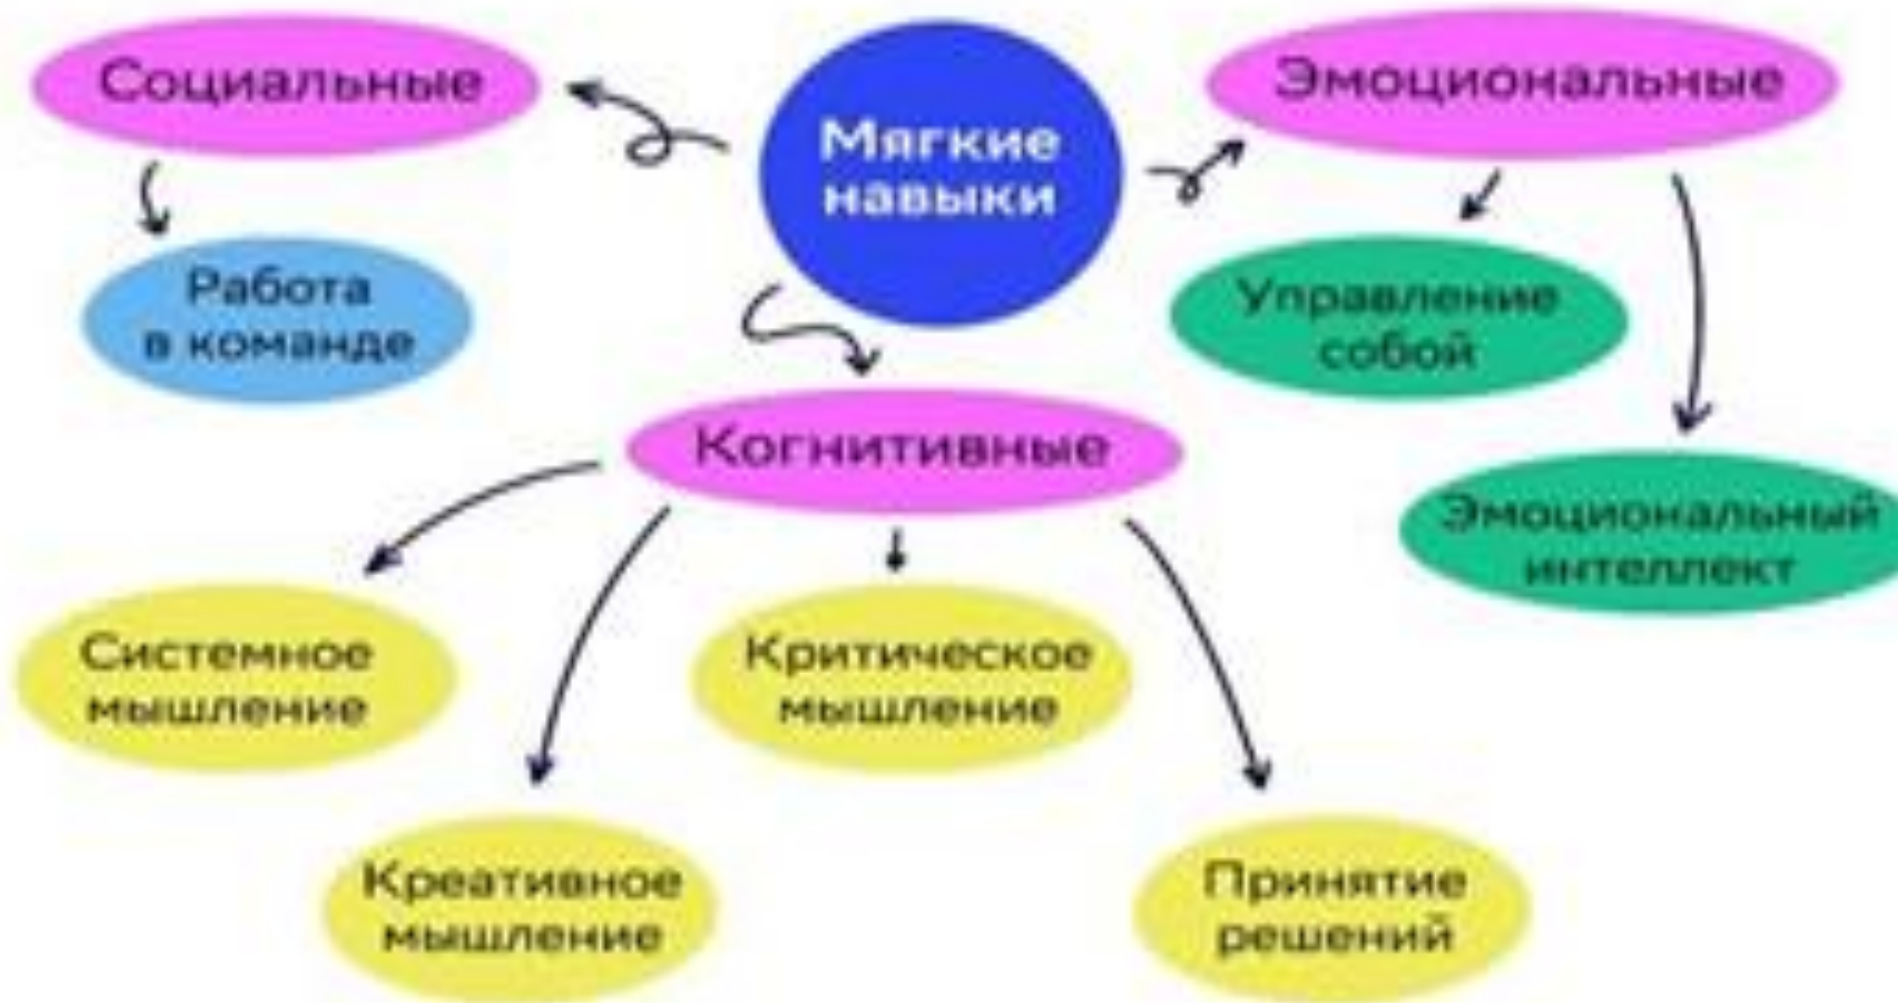 Социальные
Мягкие
навыки
Эмоциональные
Работа
в команде
Управление
собой
Когнитивные
Эмоциональный
интеллект
Системное
мышление
Критическое
мышление
Креативное
мышление
Принятие
решений